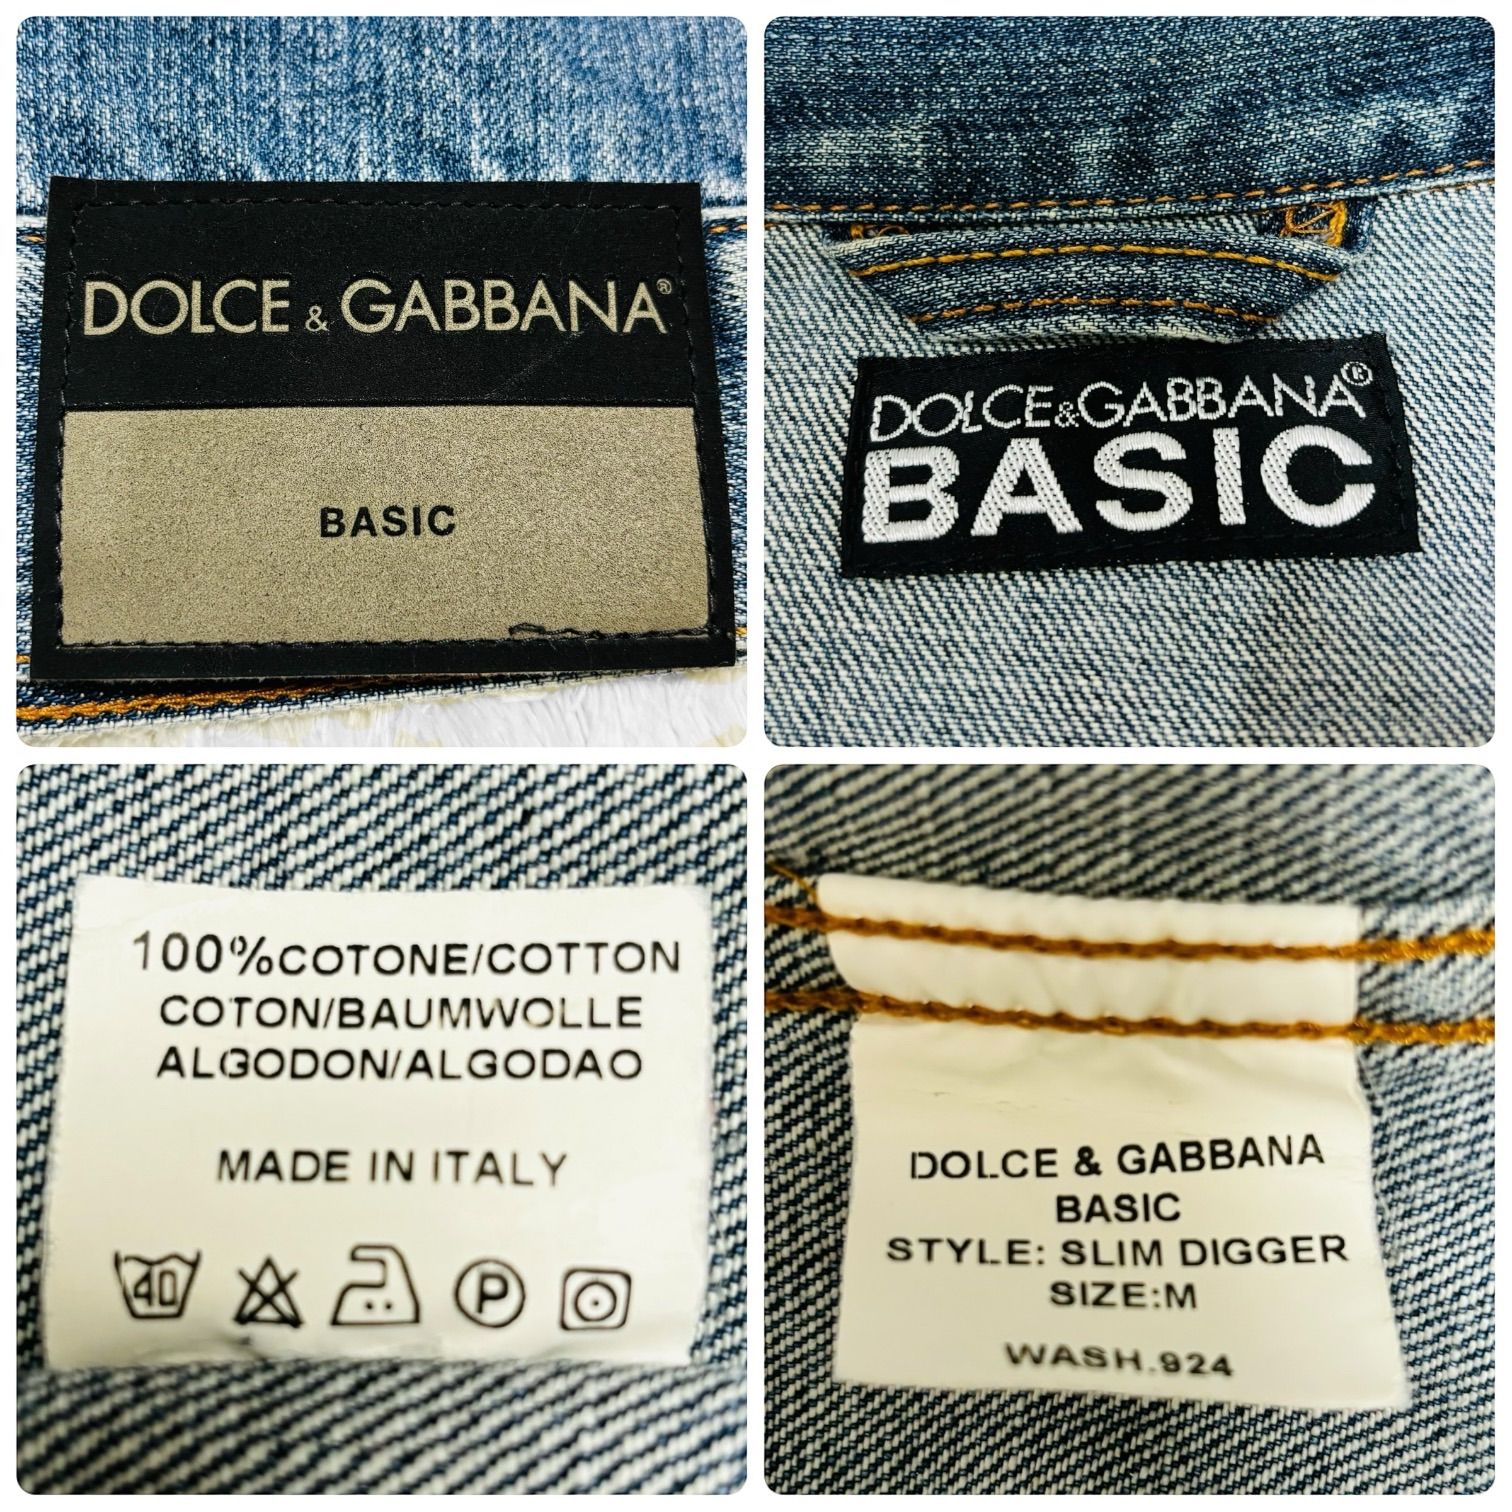 DOLCE & GABBANA®
BASIC
DOLCE&GABBANA®
BASIC
100%COTONE/COTTON
COTON/BAUMWOLLE
ALGODON/ALGODAO
MADE IN ITALY
40
P
DOLCE & GABBANA
BASIC
STYLE: SLIM DIGGER
SIZE:M
WASH.924